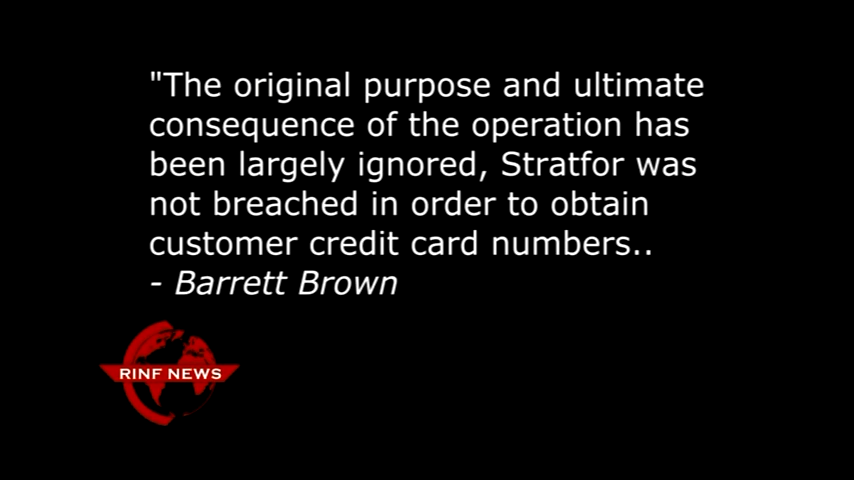 "The original purpose and ultimate
consequence of the operation has
been largely ignored, Stratfor was
not breached in order to obtain
customer credit card numbers..
- Barrett Brown
RINF NEWS